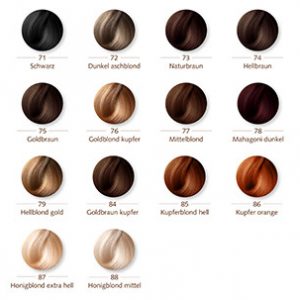 71 72 73 74
Schwarz Dunkel aschblond Naturbraun Hellbraun
75 76 77 78
Goldbraun Goldblond kupfer Mittelblond Mahagoni dunkel
79 84 85 86
Hellblond gold Goldbraun kupfer Kupferblond hell Kupfer orange
87 88
Honigblond extra hell Honigblond mittel